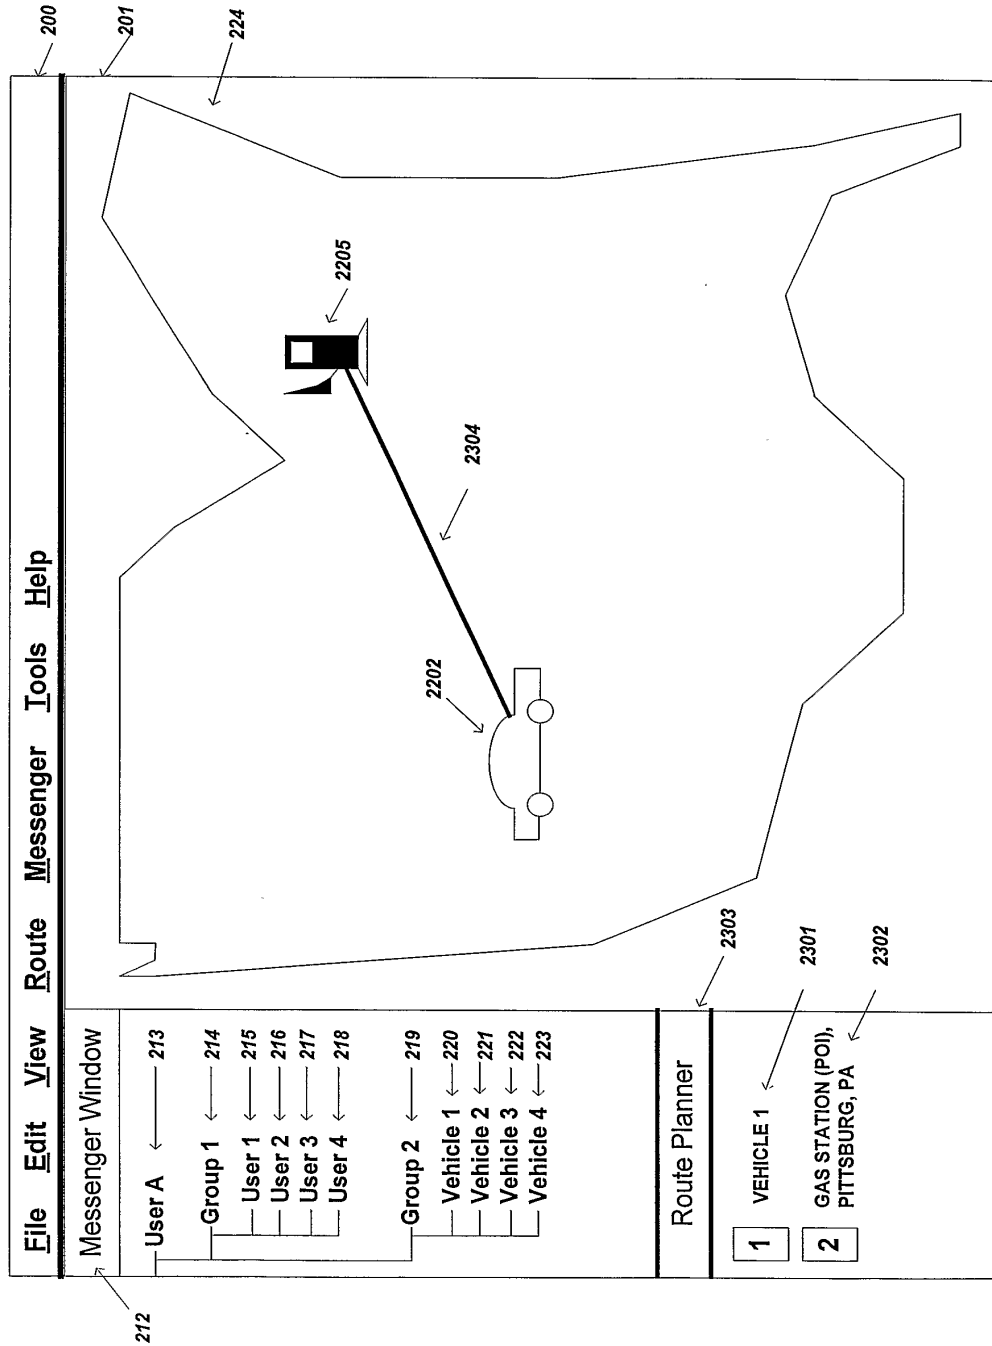 200
201
File Edit View Route Messenger Tools Help
212
Messenger Window
224
User A
213
Group 1
214
User 1
215
User 2
216
User 3
217
User 4
218
2205
Group 2
219
Vehicle 1
220
Vehicle 2
221
Vehicle 3
222
Vehicle 4
223
2304
2202
2303
Route Planner
1
VEHICLE 1
2301
2
GAS STATION (POI),
PITTSBURG, PA
2302